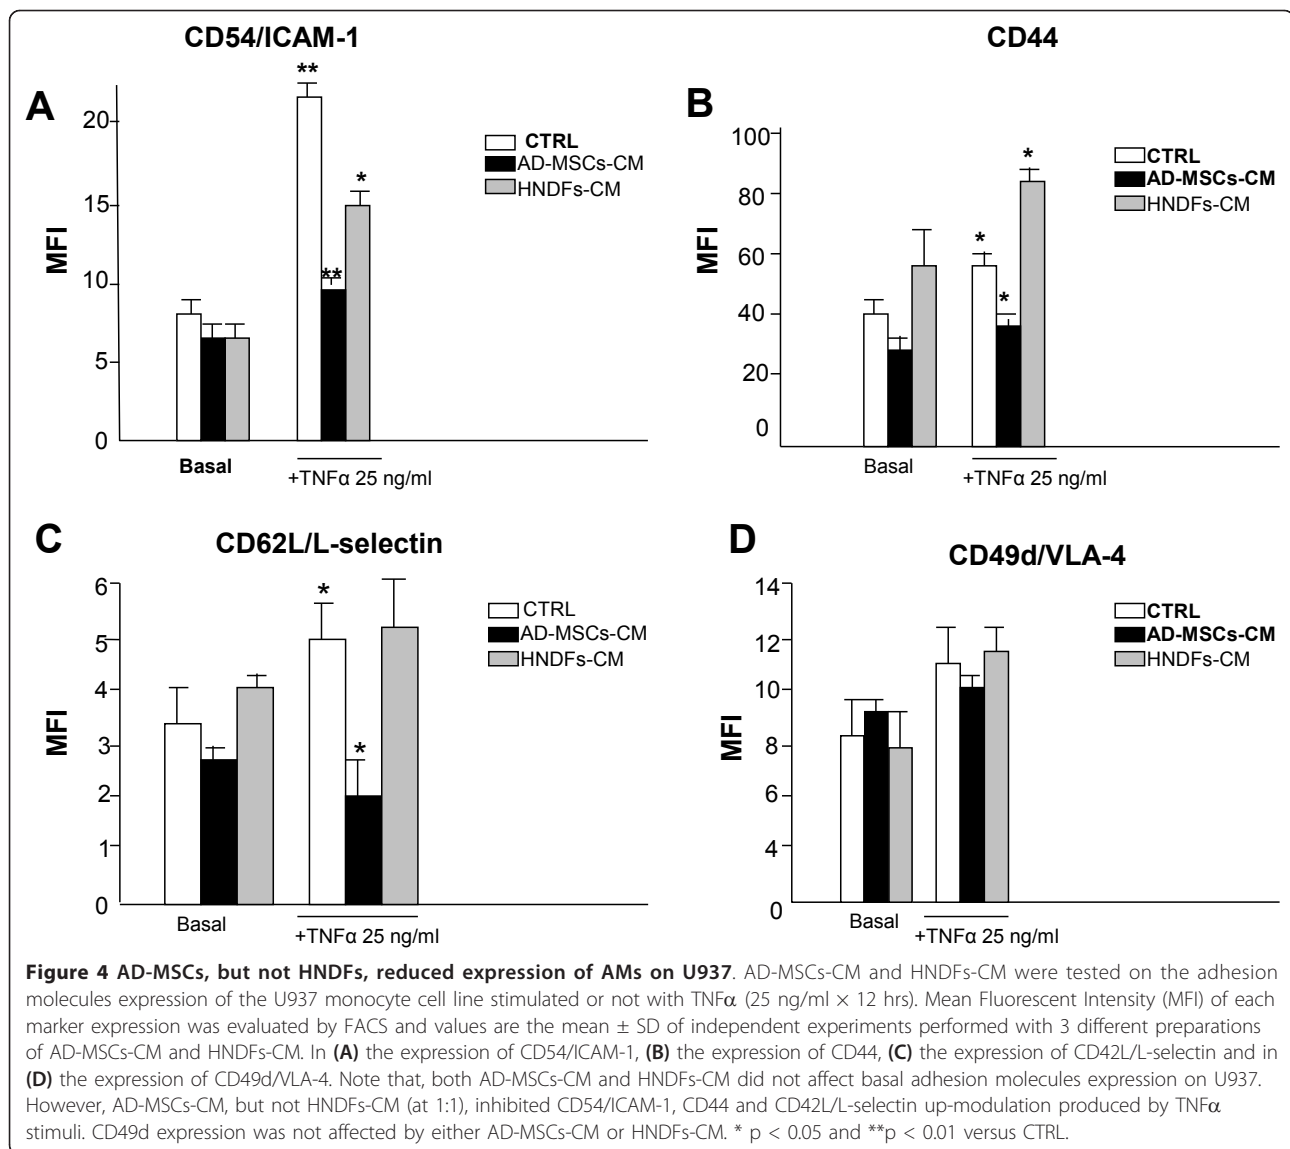 CD54/ICAM-1
A
MFI
20
15
10
5
0
**
**
*
CTRL
AD-MSCs-CM
HNDFs-CM
Basal
+TNFα 25 ng/ml
CD44
B
MFI
100
80
60
40
20
0
*
*
*
CTRL
AD-MSCs-CM
HNDFs-CM
Basal
+TNFα 25 ng/ml
C
CD62L/L-selectin
MFI
6
5
4
3
2
1
0
*
*
CTRL
AD-MSCs-CM
HNDFs-CM
Basal
+TNFα 25 ng/ml
D
CD49d/VLA-4
MFI
14
12
10
8
6
4
0
CTRL
AD-MSCs-CM
HNDFs-CM
Basal
+TNFα 25 ng/ml
Figure 4 AD-MSCs, but not HNDFs, reduced expression of AMs on U937. AD-MSCs-CM and HNDFs-CM were tested on the adhesion
molecules expression of the U937 monocyte cell line stimulated or not with TNFα (25 ng/ml × 12 hrs). Mean Fluorescent Intensity (MFI) of each
marker expression was evaluated by FACS and values are the mean ± SD of independent experiments performed with 3 different preparations
of AD-MSCs-CM and HNDFs-CM. In (A) the expression of CD54/ICAM-1, (B) the expression of CD44, (C) the expression of CD42L/L-selectin and in
(D) the expression of CD49d/VLA-4. Note that, both AD-MSCs-CM and HNDFs-CM did not affect basal adhesion molecules expression on U937.
However, AD-MSCs-CM, but not HNDFs-CM (at 1:1), inhibited CD54/ICAM-1, CD44 and CD42L/L-selectin up-modulation produced by TNFα
stimuli. CD49d expression was not affected by either AD-MSCs-CM or HNDFs-CM. * p < 0.05 and **p < 0.01 versus CTRL.